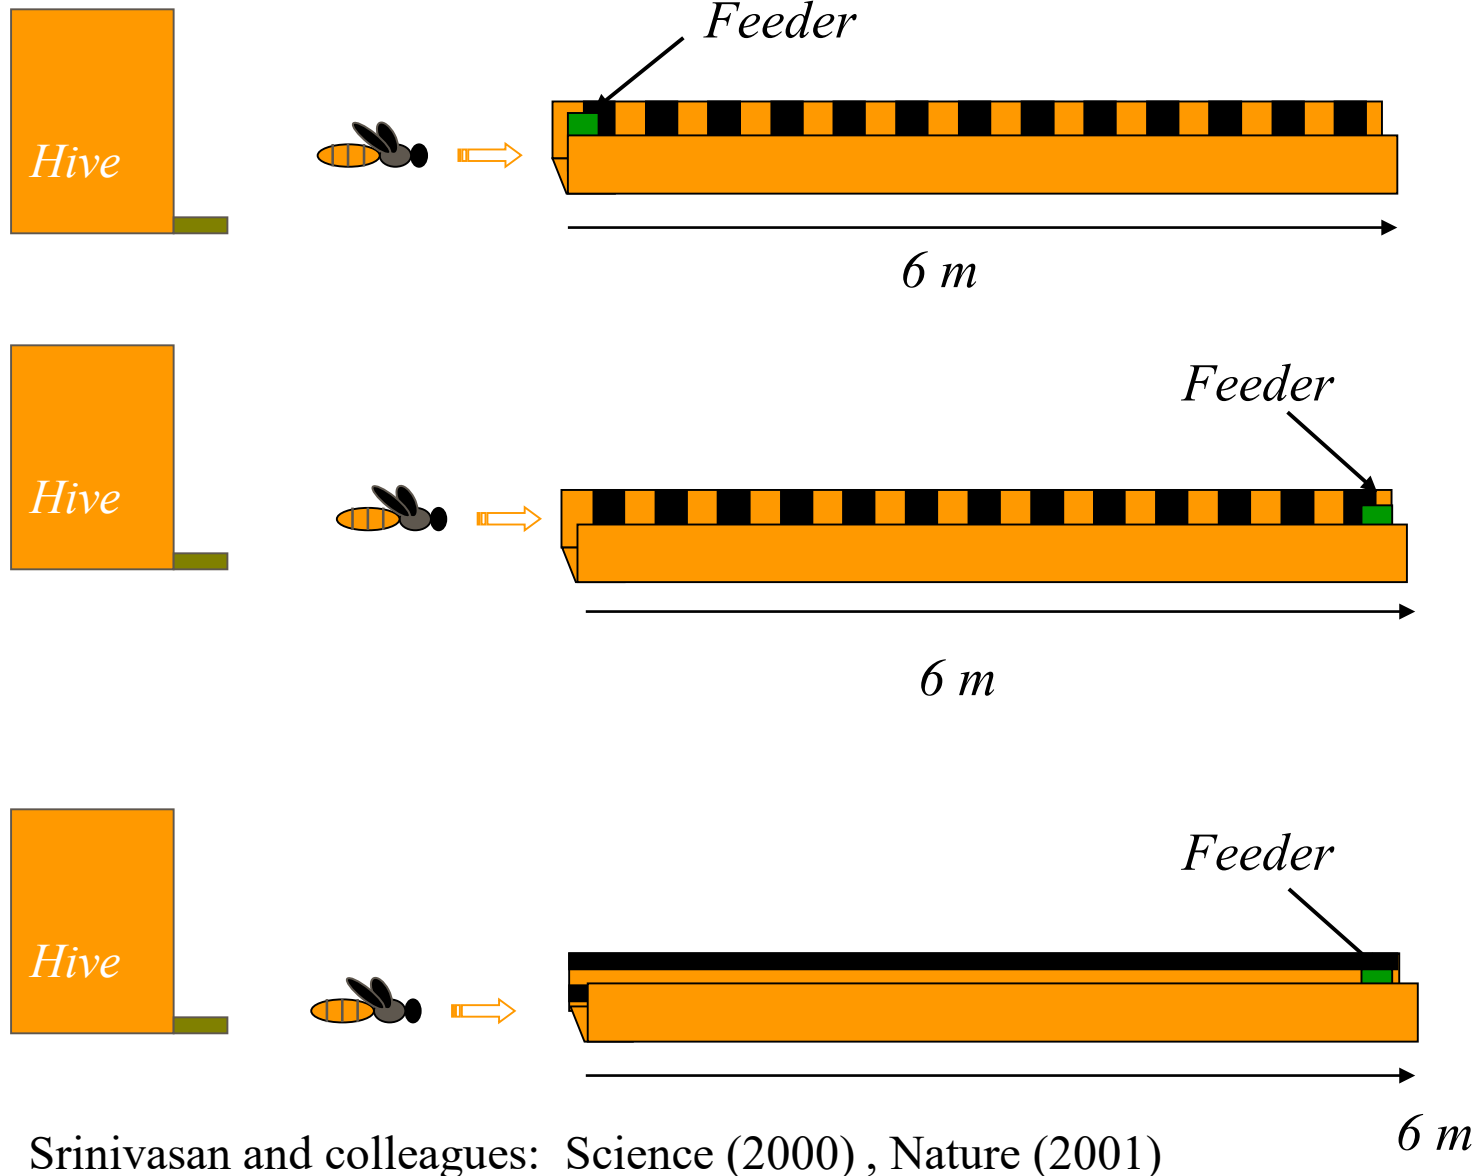 Feeder
Hive
6 m
Feeder
Hive
6 m
Feeder
Hive
6 m
Srinivasan and colleagues: Science (2000) , Nature (2001)